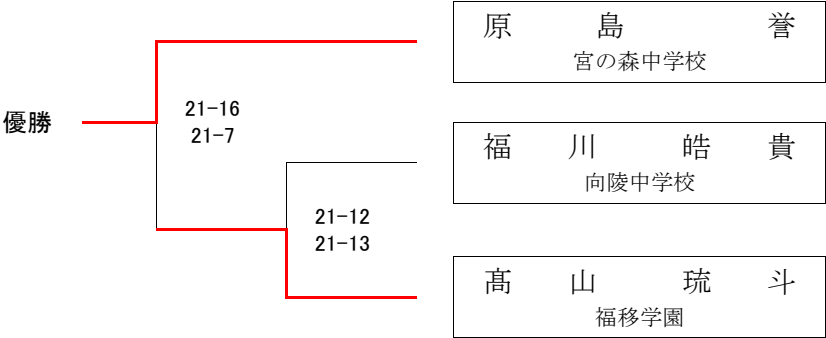 優勝
21-16
21-7
21-12
21-13
原島 誉
宮の森中学校
福川 皓貴
向陵中学校
髙山 琉斗
福移学園